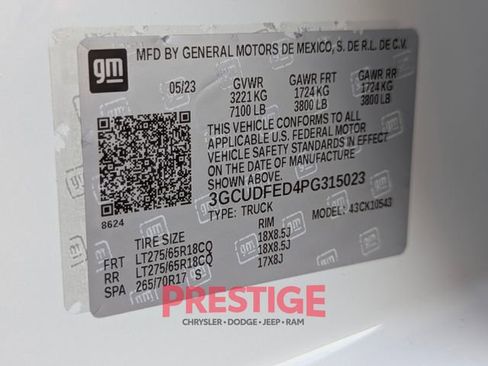 gm
MFD BY GENERAL MOTORS DE MEXICO, S. DE R.L. DE C.V.
05/23 GVWR GAWR FRT GAWR RR
3221 KG 1724 KG 1724 KG
7100 LB 3800 LB 3800 LB
THIS VEHICLE CONFORMS TO ALL
APPLICABLE U.S. FEDERAL MOTOR
VEHICLE SAFETY STANDARDS IN EFFECT
ON THE DATE OF MANUFACTURE
SHOWN ABOVE.
3GCUDFED4PG315023
8624 TYPE: TRUCK MODEL: 43CK10543
TIRE SIZE RIM
FRT LT275/65R18CQ 18X8.5J
RR LT275/65R18CQ 18X8.5J
SPA 265/70R17 S 17X8J
PRESTIGE
CHRYSLER • DODGE • JEEP • RAM